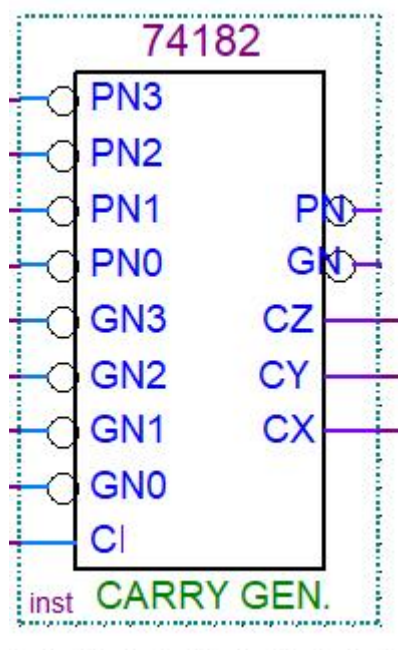 74182
PN3
PN2
PN1 PN
PN0 GN
GN3 CZ
GN2 CY
GN1 CX
GN0
CI
inst CARRY GEN.